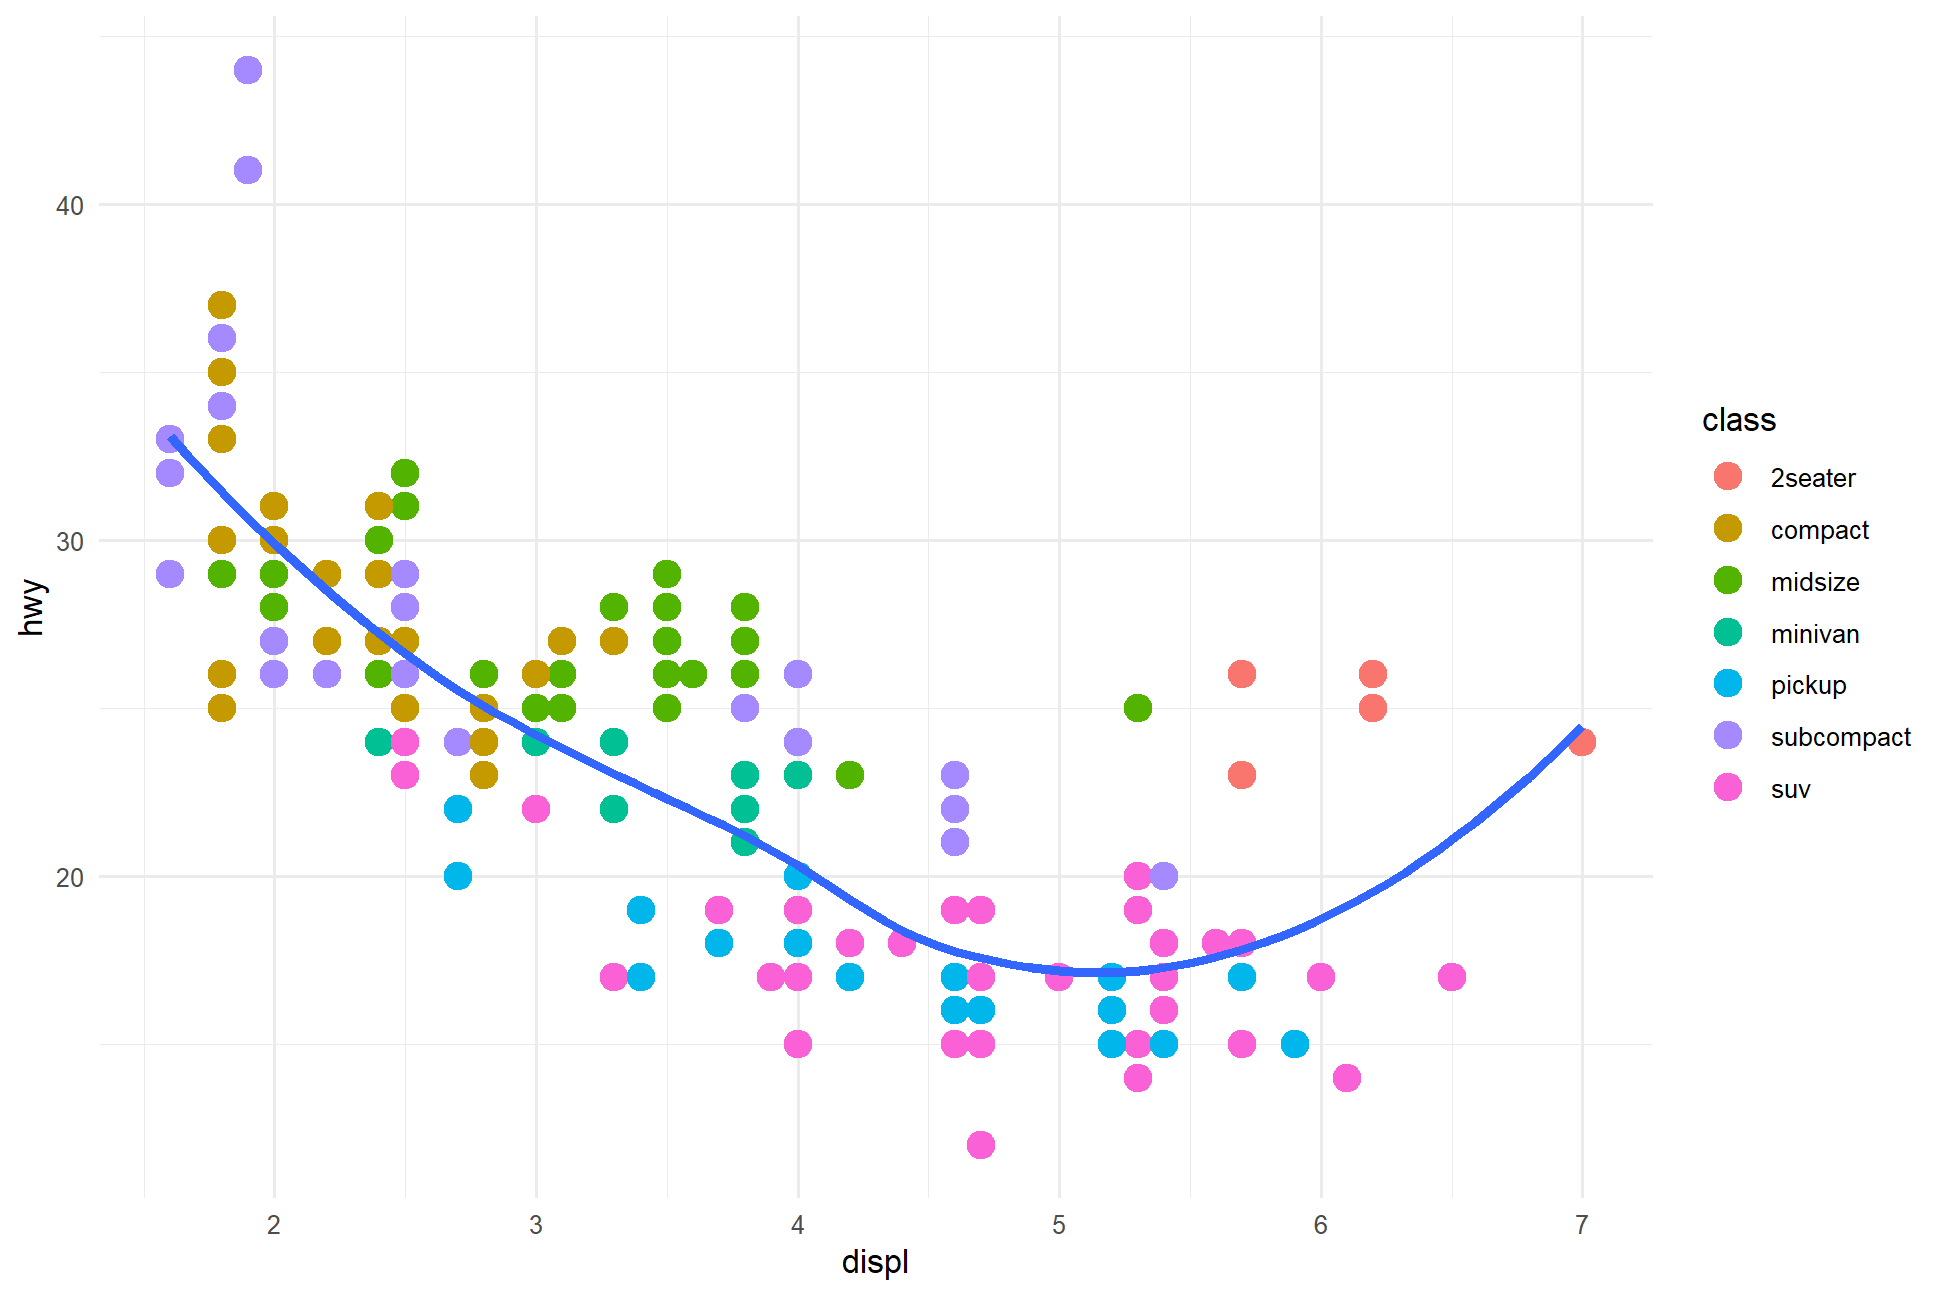 hwy
40
30
20
2 3 4 5 6 7
displ
class
2seater
compact
midsize
minivan
pickup
subcompact
suv